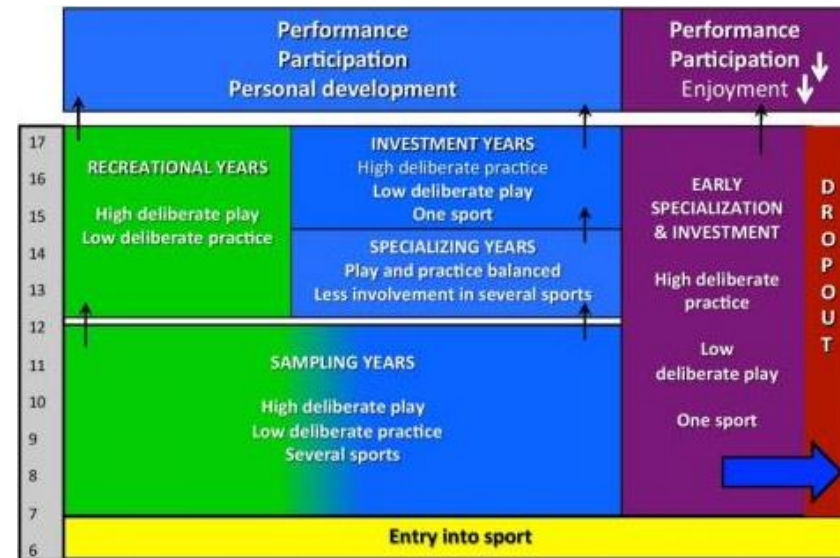 Performance
Participation
Personal development
Performance
Participation
Enjoyment
17
16
15
14
13
12
11
10
9
8
7
6
RECREATIONAL YEARS
High deliberate play
Low deliberate practice
INVESTMENT YEARS
High deliberate practice
Low deliberate play
One sport
SPECIALIZING YEARS
Play and practice balanced
Less involvement in several sports
SAMPLING YEARS
High deliberate play
Low deliberate practice
Several sports
EARLY
SPECIALIZATION
& INVESTMENT
High deliberate
practice
Low
deliberate play
One sport
DROPOUT
Entry into sport